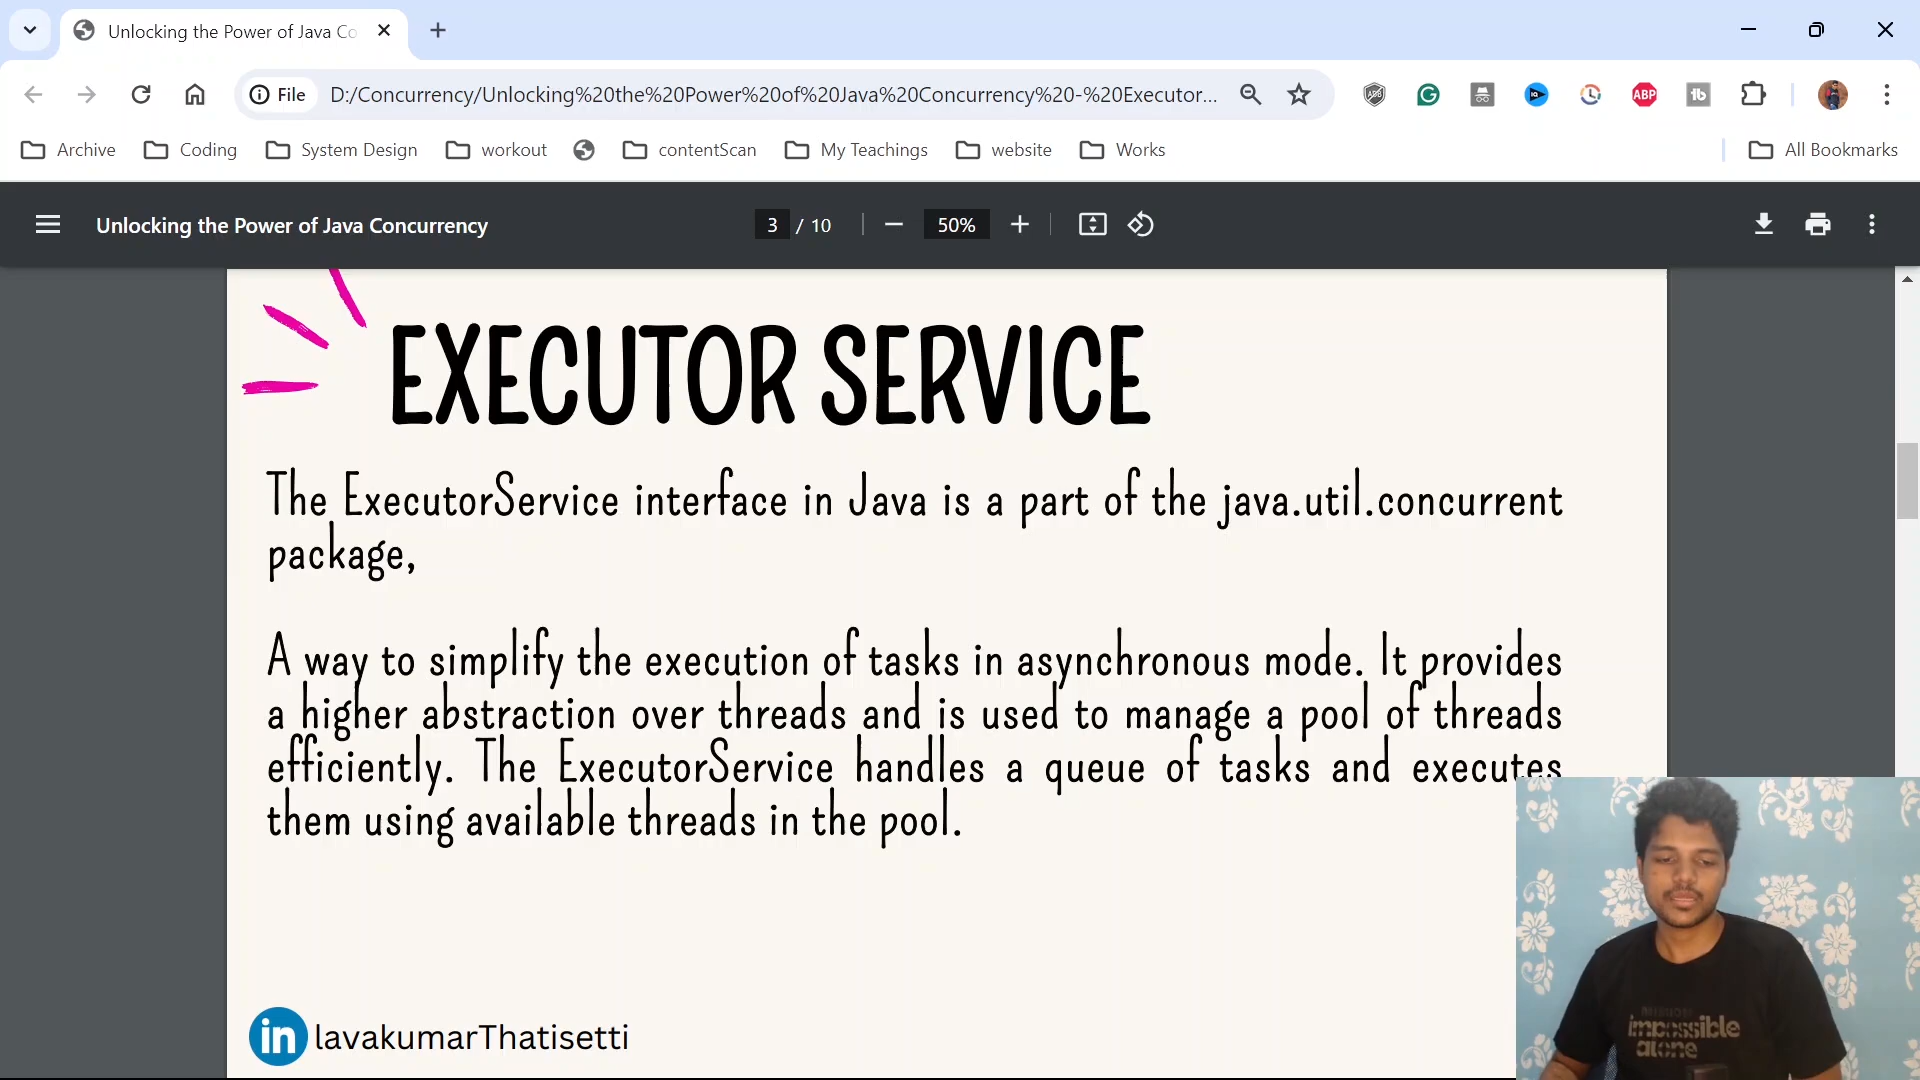 Unlocking the Power of Java Co
File
D:/Concurrency/Unlocking%20the%20Power%20of%20Java%20Concurrency%20-%20Executor...
ABP
Archive
Coding
System Design
workout
contentScan
My Teachings
website
Works
All Bookmarks
Unlocking the Power of Java Concurrency
3 / 10
50%
EXECUTOR SERVICE
The ExecutorService interface in Java is a part of the java.util.concurrent
package,
A way to simplify the execution of tasks in asynchronous mode. It provides
a higher abstraction over threads and is used to manage a pool of threads
efficiently. The ExecutorService handles a queue of tasks and executes
them using available threads in the pool.
in lavakumarThatisetti
impossible
alone